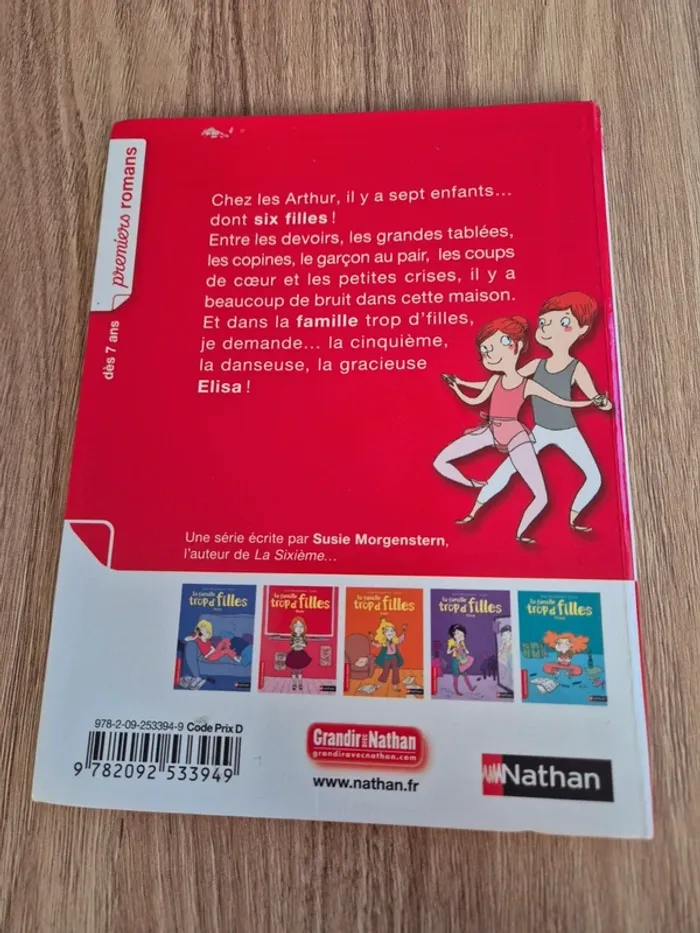 premiers romans
dès 7 ans
Chez les Arthur, il y a sept enfants...
dont six filles !
Entre les devoirs, les grandes tablées,
les copines, le garçon au pair, les coups
de cœur et les petites crises, il y a
beaucoup de bruit dans cette maison.
Et dans la famille trop d'filles,
je demande... la cinquième,
la danseuse, la gracieuse
Elisa !
Une série écrite par Susie Morgenstern,
l'auteur de La Sixième...
la famille
trop d'filles
la famille
trop d'filles
la famille
trop d'filles
la famille
trop d'filles
la famille
trop d'filles
978-2-09-253394-9 Code Prix D
9 782092 533949
Grandir avec Nathan
grandiravecnathan.com
www.nathan.fr
Nathan